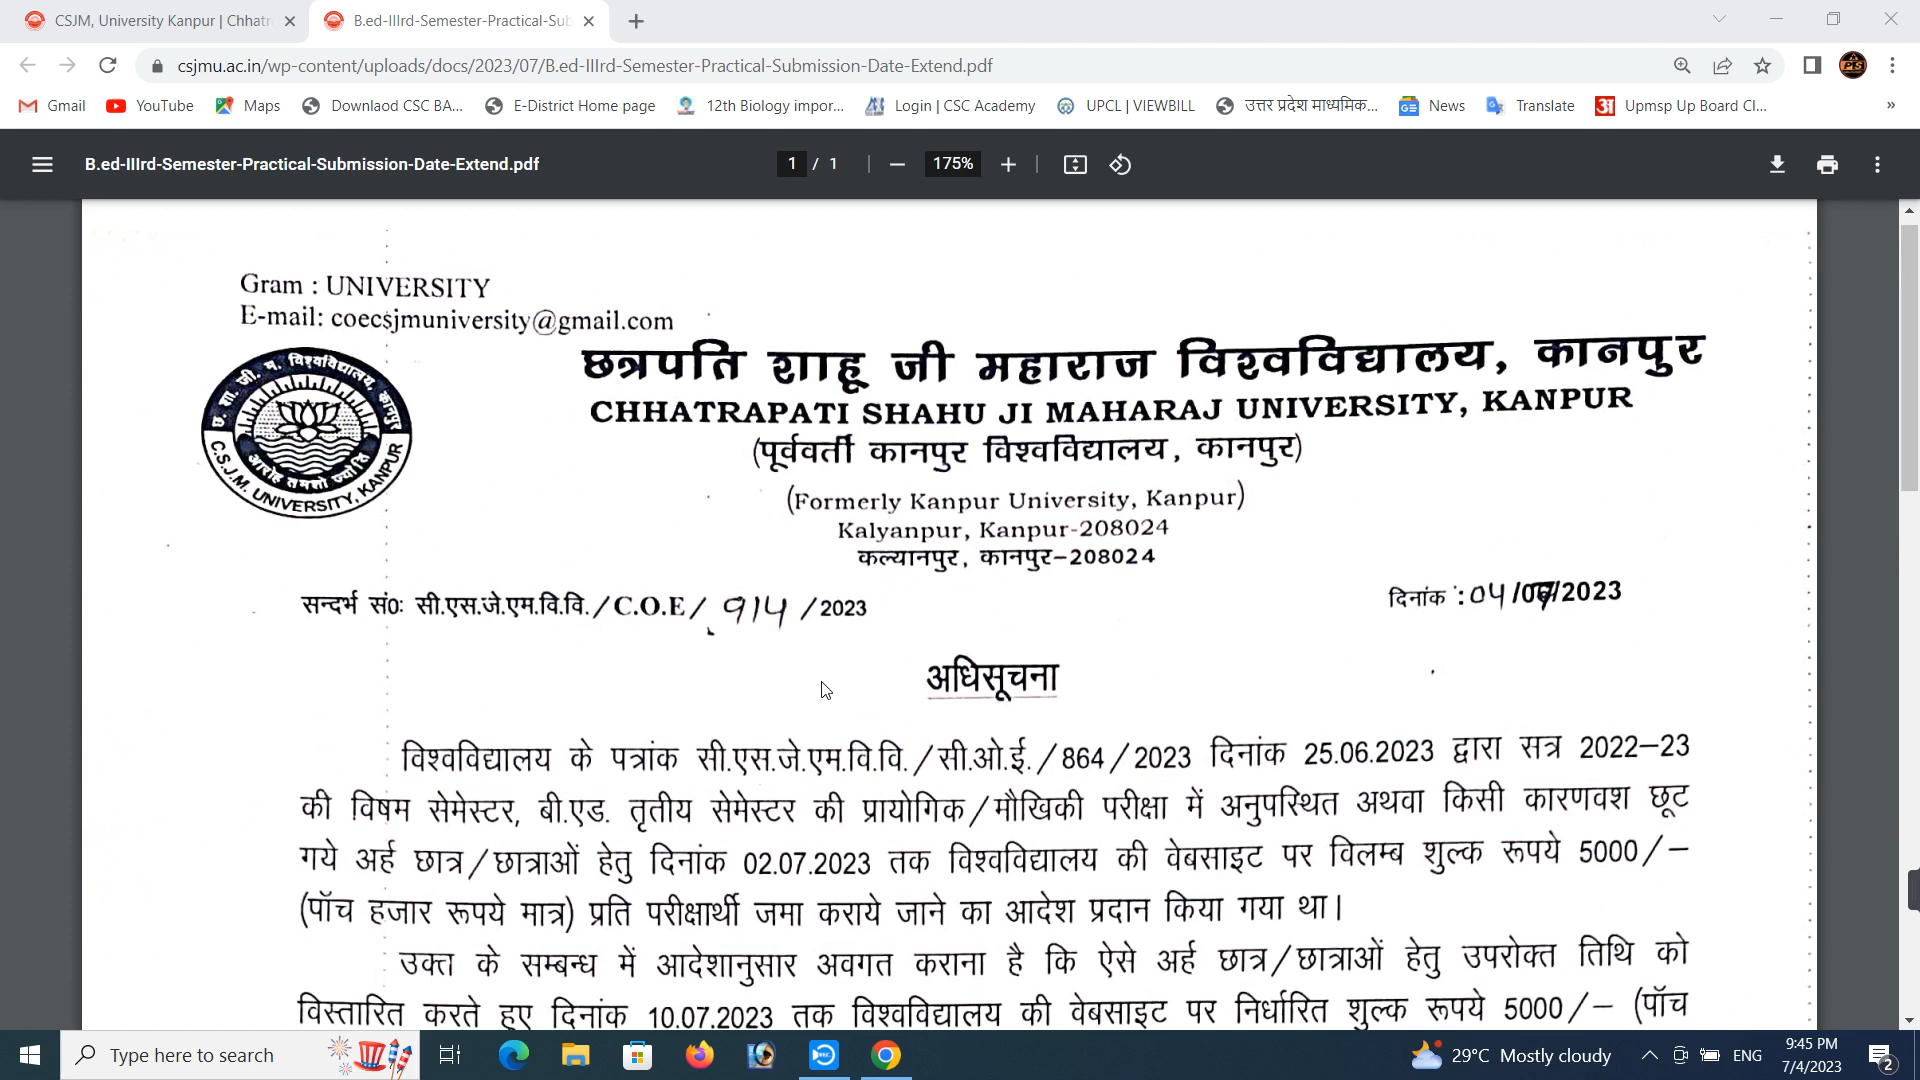 CSJM, University Kanpur | Chhatr
B.ed-IIIrd-Semester-Practical-Sub
csjmu.ac.in/wp-content/uploads/docs/2023/07/B.ed-IIIrd-Semester-Practical-Submission-Date-Extend.pdf
Gmail YouTube Maps Downlaod CSC BA... E-District Home page 12th Biology impor... Login | CSC Academy UPCL | VIEWBILL उत्तर प्रदेश माध्यमिक... News Translate Upmsp Up Board Cl... »
B.ed-IIIrd-Semester-Practical-Submission-Date-Extend.pdf 1 / 1 175%
Gram : UNIVERSITY
E-mail: coecsjmuniversity@gmail.com
छत्रपति शाहू जी महाराज विश्वविद्यालय, कानपुर
CHHATRAPATI SHAHU JI MAHARAJ UNIVERSITY, KANPUR
(पूर्ववर्ती कानपुर विश्वविद्यालय, कानपुर)
(Formerly Kanpur University, Kanpur)
Kalyanpur, Kanpur-208024
कल्यानपुर, कानपुर-208024
छ. शा. जी. म. विश्वविद्यालय, कानपुर
आरोह तमसो ज्योति
C.S.J.M. UNIVERSITY, KANPUR
सन्दर्भ सं0: सी.एस.जे.एम.वि.वि./C.O.E/ 914 /2023 दिनांक : 04/07/2023
अधिसूचना
विश्वविद्यालय के पत्रांक सी.एस.जे.एम.वि.वि./सी.ओ.ई./864/2023 दिनांक 25.06.2023 द्वारा सत्र 2022-23
की विषम सेमेस्टर, बी.एड. तृतीय सेमेस्टर की प्रायोगिक/मौखिकी परीक्षा में अनुपस्थित अथवा किसी कारणवश छूट
गये अर्ह छात्र/छात्राओं हेतु दिनांक 02.07.2023 तक विश्वविद्यालय की वेबसाइट पर विलम्ब शुल्क रूपये 5000/-
(पॉच हजार रूपये मात्र) प्रति परीक्षार्थी जमा कराये जाने का आदेश प्रदान किया गया था।
उक्त के सम्बन्ध में आदेशानुसार अवगत कराना है कि ऐसे अर्ह छात्र/छात्राओं हेतु उपरोक्त तिथि को
विस्तारित करते हुए दिनांक 10.07.2023 तक विश्वविद्यालय की वेबसाइट पर निर्धारित शुल्क रूपये 5000/- (पॉच
Type here to search 29°C Mostly cloudy ENG 9:45 PM
7/4/2023 2